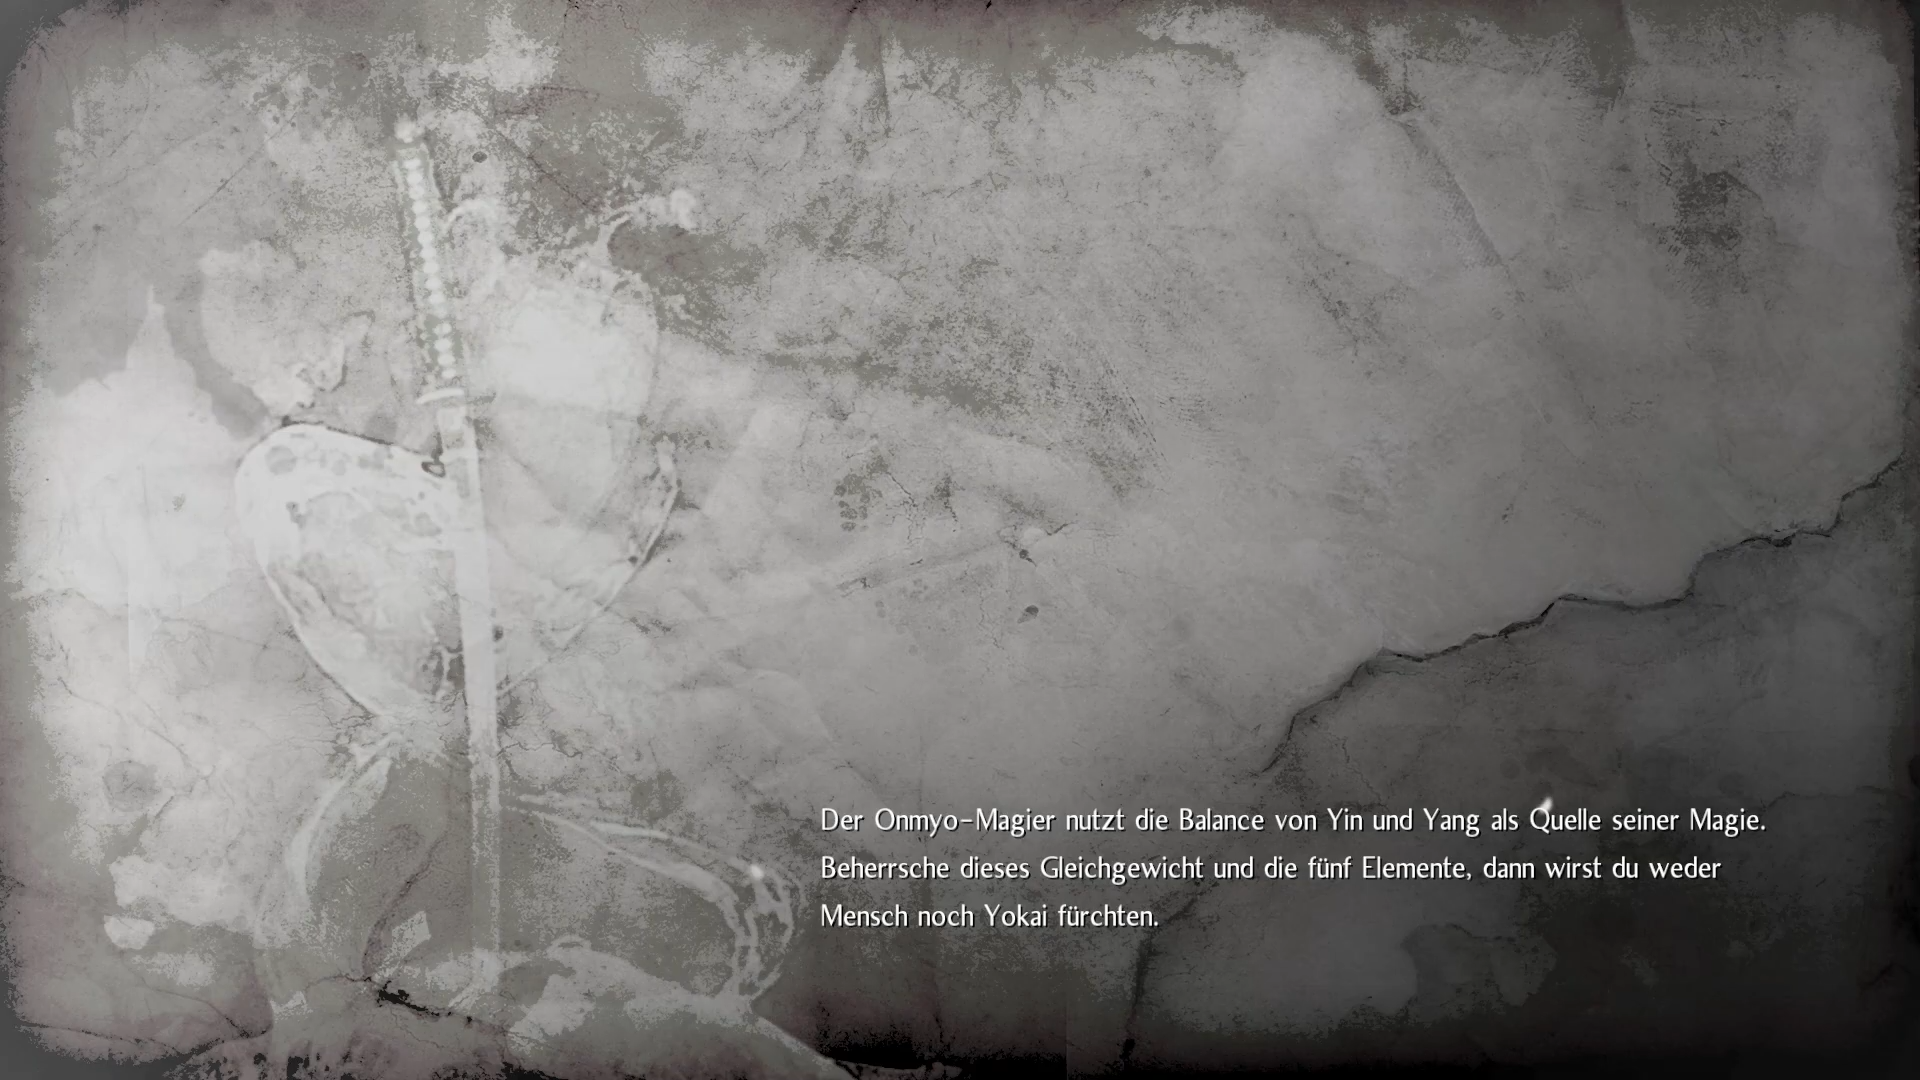 Der Onmyo-Magier nutzt die Balance von Yin und Yang als Quelle seiner Magie.
Beherrsche dieses Gleichgewicht und die fünf Elemente, dann wirst du weder
Mensch noch Yokai fürchten.